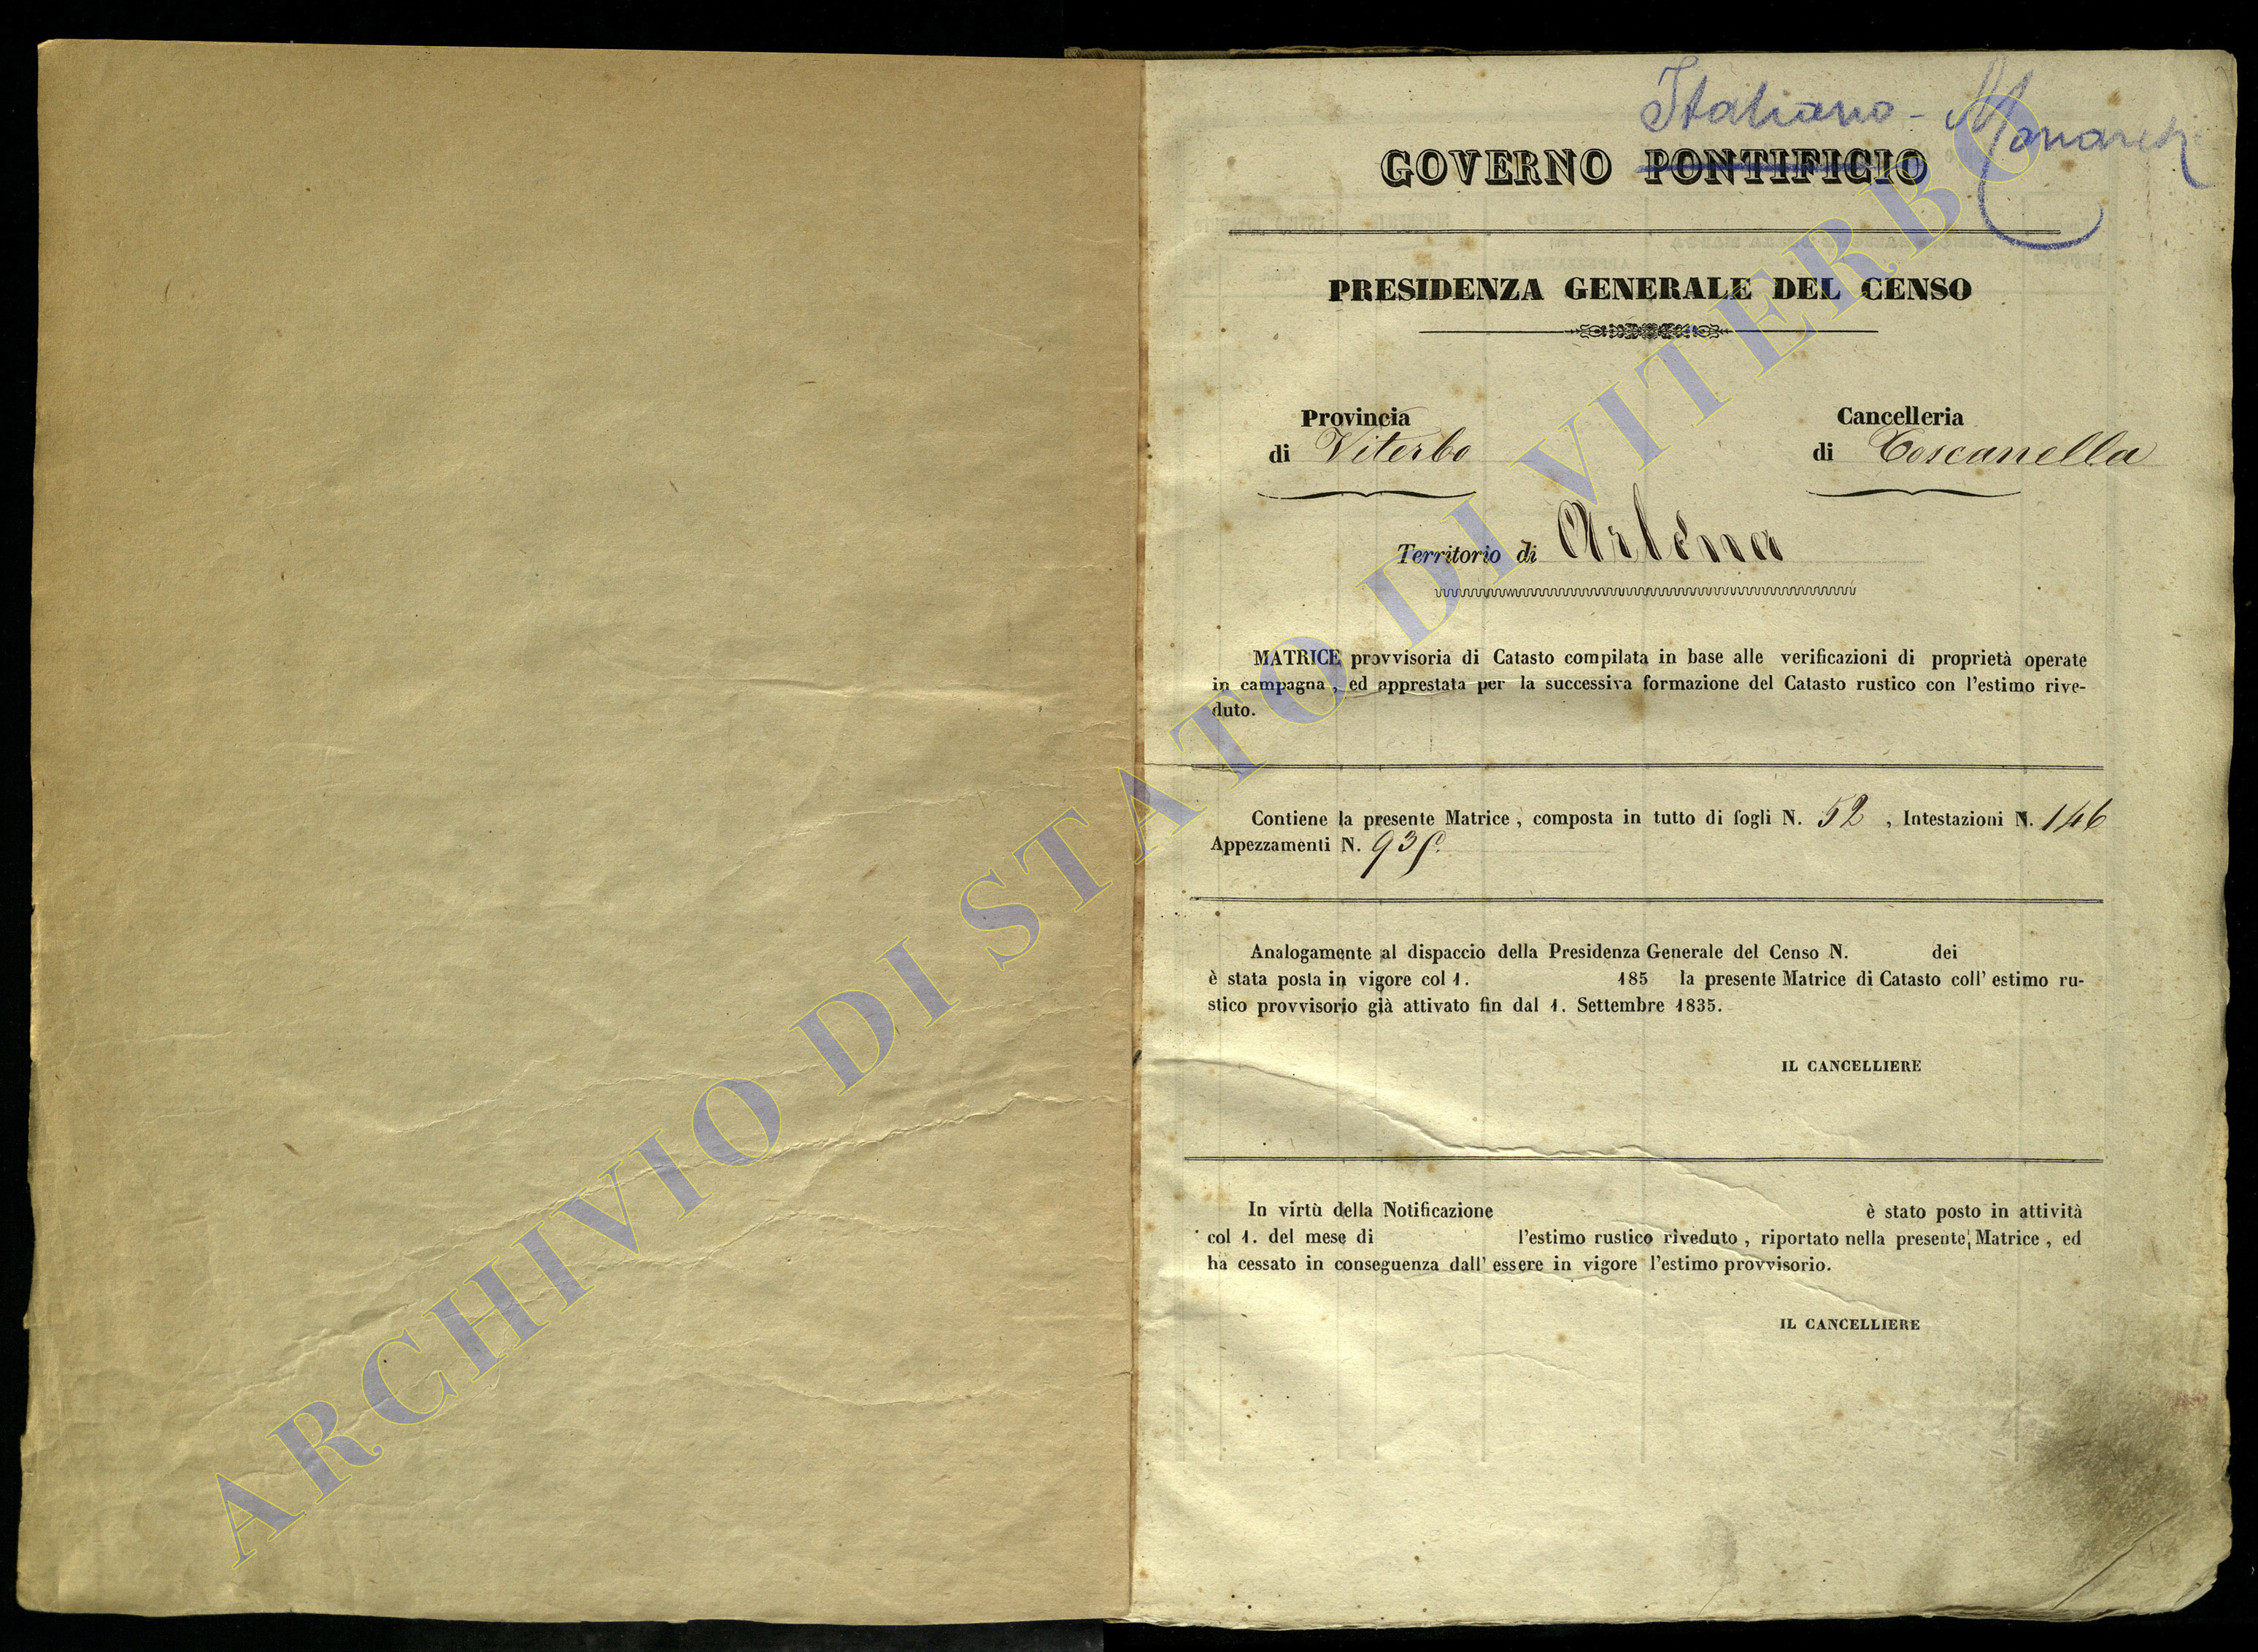 Italiano - Monarch
GOVERNO PONTIFICIO
PRESIDENZA GENERALE DEL CENSO
Provincia
di Viterbo
Cancelleria
di Toscanella
Territorio di Arlena
MATRICE provvisoria di Catasto compilata in base alle verificazioni di proprietà operate
in campagna, ed apprestata per la successiva formazione del Catasto rustico con l'estimo rive-
duto.
Contiene la presente Matrice, composta in tutto di fogli N. 52, Intestazioni N. 146
Appezzamenti N.
Analogamente al dispaccio della Presidenza Generale del Censo N. dei
è stata posta in vigore col 1. 185 la presente Matrice di Catasto coll' estimo ru-
stico provvisorio già attivato fin dal 1. Settembre 1835.
IL CANCELLIERE
In virtù della Notificazione è stato posto in attività
col 1. del mese di l'estimo rustico riveduto, riportato nella presente Matrice, ed
ha cessato in conseguenza dall' essere in vigore l'estimo provvisorio.
IL CANCELLIERE
ARCHIVIO DI STATO DI VITERBO